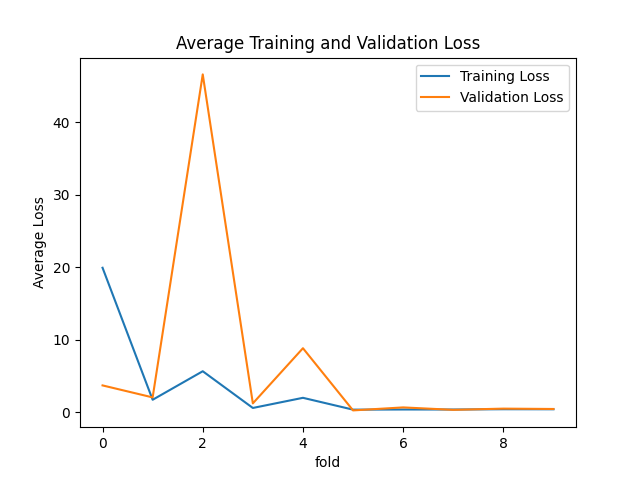 Average Training and Validation Loss
Training Loss
Validation Loss
Average Loss
40
30
20
10
0
0 2 4 6 8
fold